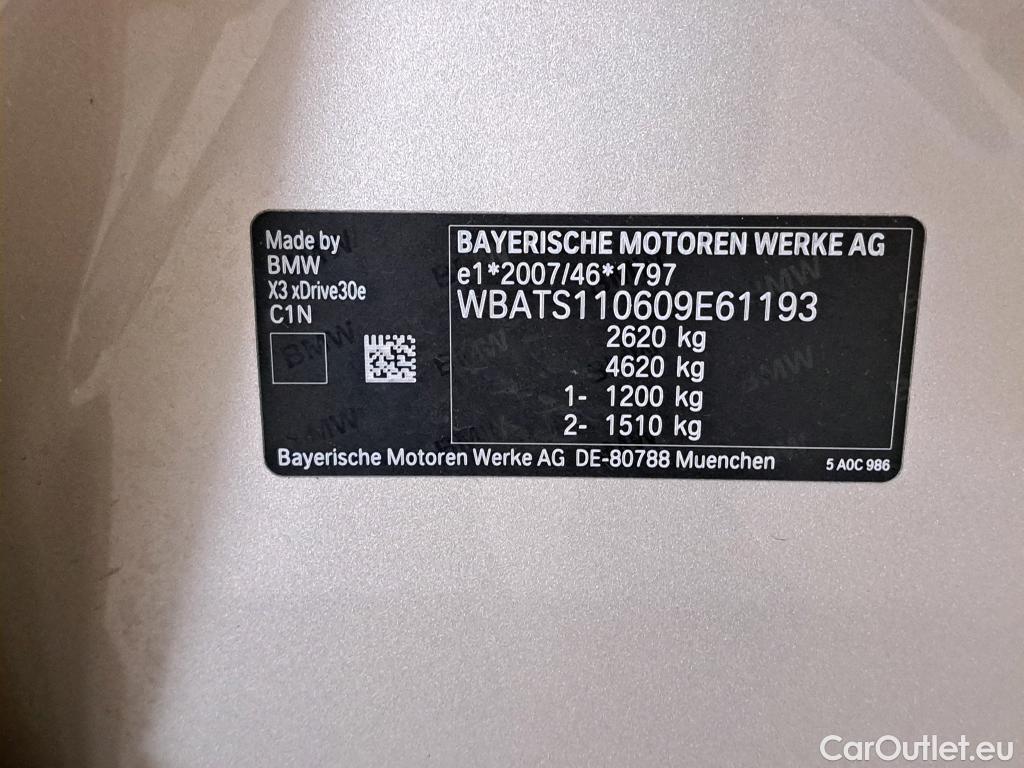 Made by
BMW
X3 xDrive30e
C1N
BAYERISCHE MOTOREN WERKE AG
e1*2007/46*1797
WBATS110609E61193
2620 kg
4620 kg
1- 1200 kg
2- 1510 kg
Bayerische Motoren Werke AG DE-80788 Muenchen
5 A0C 986
CarOutlet.eu